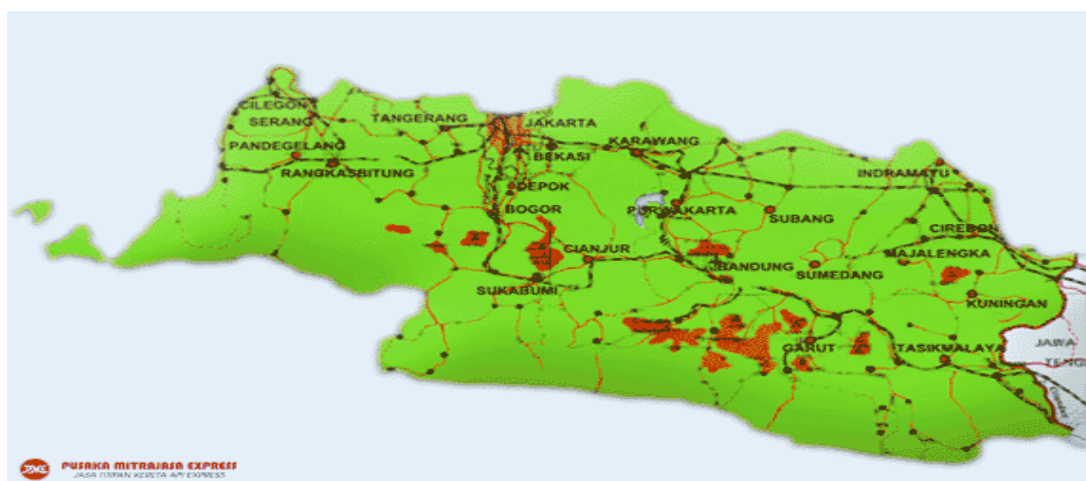 CILEGON
SERANG
TANGERANG
JAKARTA
PANDEGELANG
BEKASI
KARAWANG
RANGKASBITUNG
INDRAMAYU
DEPOK
BOGOR
PURWAKARTA
SUBANG
CIREBON
CIANJUR
MAJALENGKA
BANDUNG
SUMEDANG
SUKABUMI
KUNINGAN
GARUT
TASIKMALAYA
JAWA
TENG
PUSAKA MITRAJASA EXPRESS
JASA TITIPAN KERETA API EXPRESS